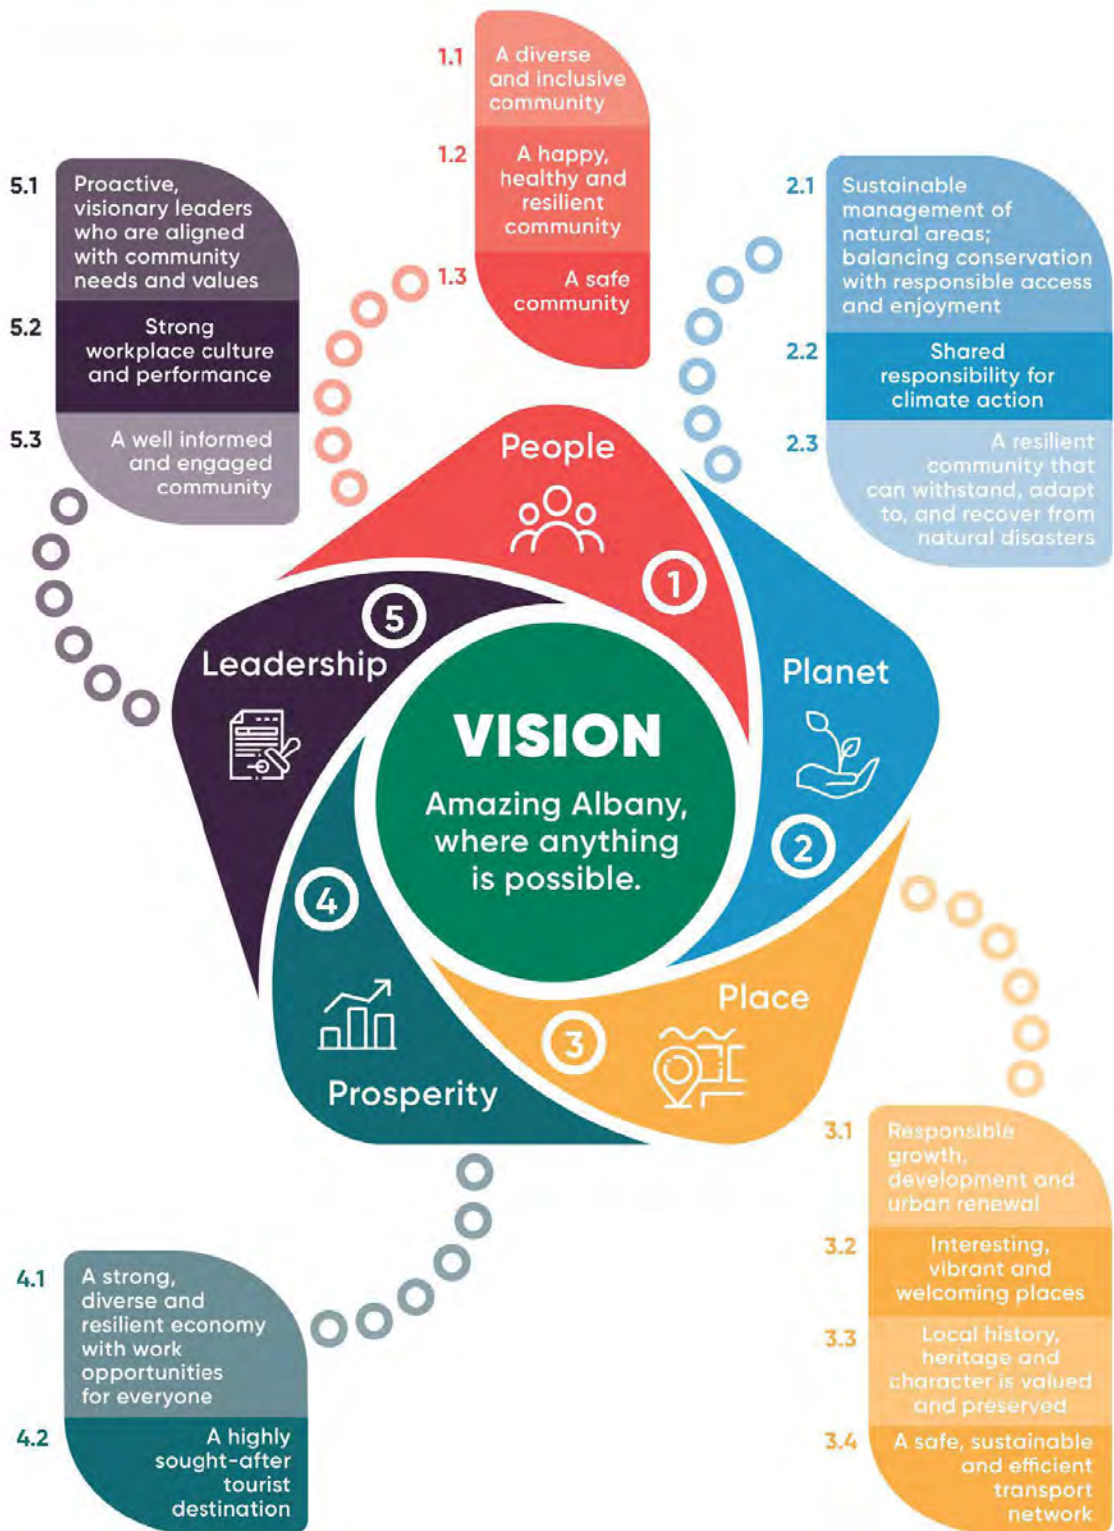 1.1
A diverse
and inclusive
community
1.2
A happy,
healthy and
resilient
community
1.3
A safe
community
5.1
Proactive,
visionary leaders
who are aligned
with community
needs and values
5.2
Strong
workplace culture
and performance
5.3
A well informed
and engaged
community
2.1
Sustainable
management of
natural areas;
balancing conservation
with responsible access
and enjoyment
2.2
Shared
responsibility for
climate action
2.3
A resilient
community that
can withstand, adapt
to, and recover from
natural disasters
People
1
5
Leadership
Planet
2
VISION
Amazing Albany,
where anything
is possible.
4
Prosperity
3
Place
3.1
Responsible
growth,
development and
urban renewal
3.2
Interesting,
vibrant and
welcoming places
3.3
Local history,
heritage and
character is valued
and preserved
3.4
A safe, sustainable
and efficient
transport
network
4.1
A strong,
diverse and
resilient economy
with work
opportunities
for everyone
4.2
A highly
sought-after
tourist
destination